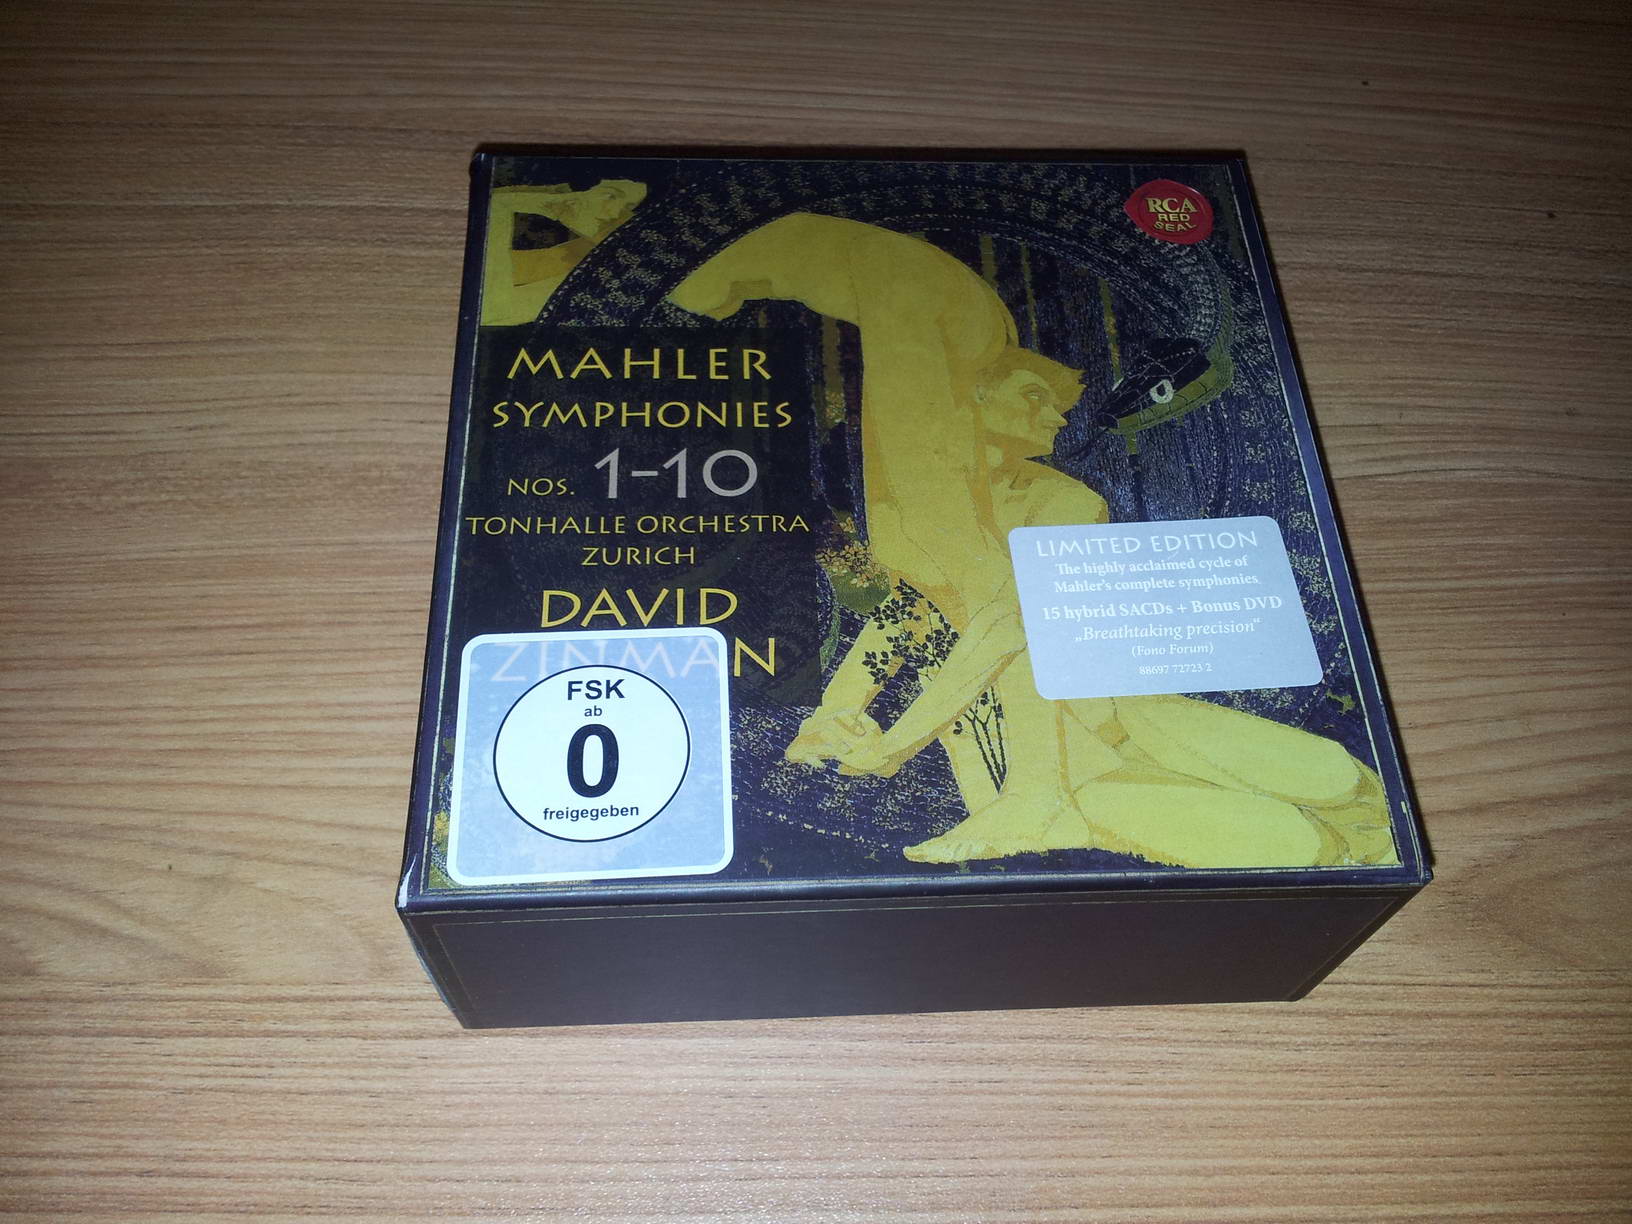 RCA
RED
SEAL
MAHLER
SYMPHONIES
NOS. 1-10
TONHALLE ORCHESTRA
ZURICH
DAVID
ZINMAN
LIMITED EDITION
The highly acclaimed cycle of
Mahler's complete symphonies.
15 hybrid SACDs + Bonus DVD
„Breathtaking precision“
(Fono Forum)
88697 72723 2
FSK
ab
0
freigegeben